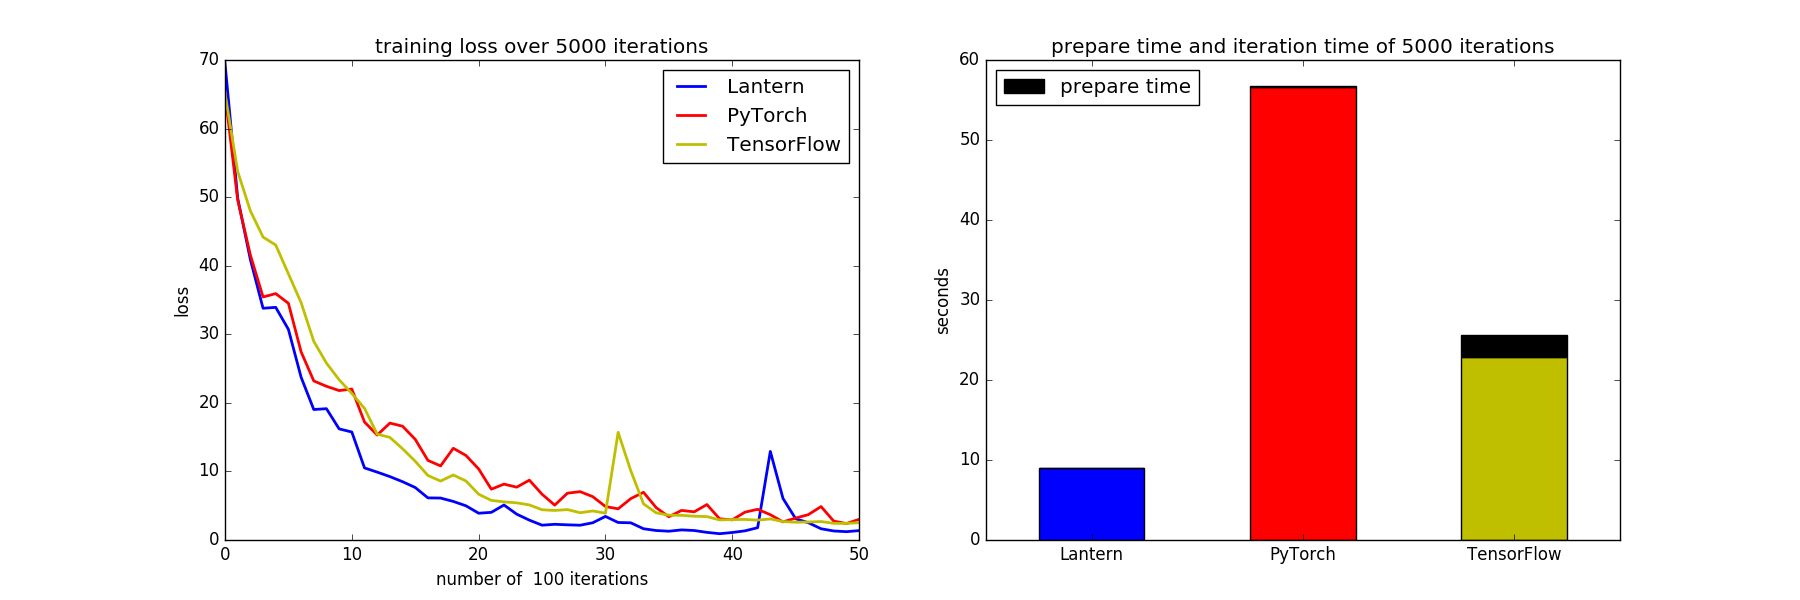 training loss over 5000 iterations
70
60
50
40
30
20
10
0
loss
Lantern
PyTorch
TensorFlow
0 10 20 30 40 50
number of  100 iterations
prepare time and iteration time of 5000 iterations
60
50
40
30
20
10
0
seconds
prepare time
Lantern PyTorch TensorFlow